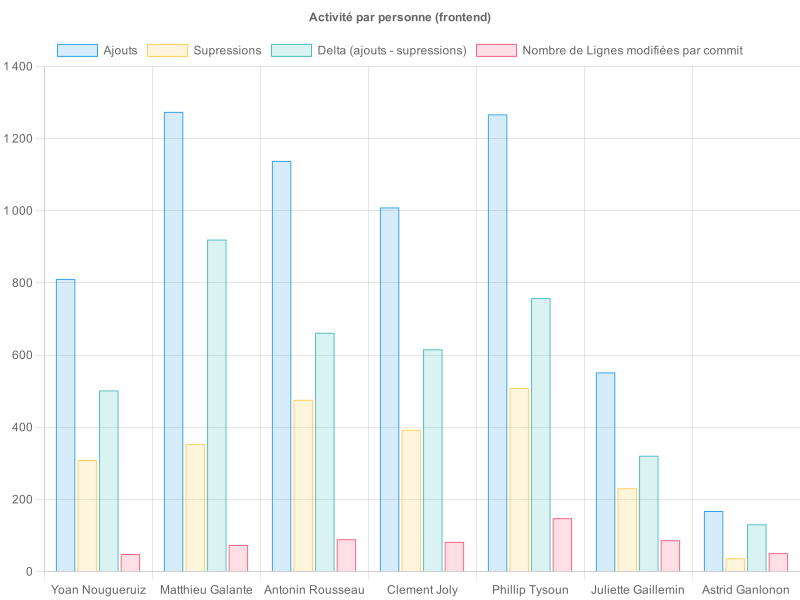 Activité par personne (frontend)
Ajouts Supressions Delta (ajouts - supressions) Nombre de Lignes modifiées par commit
1 400
1 200
1 000
800
600
400
200
0
Yoan Nougueruiz Matthieu Galante Antonin Rousseau Clement Joly Phillip Tysoun Juliette Gaillemin Astrid Ganlonon